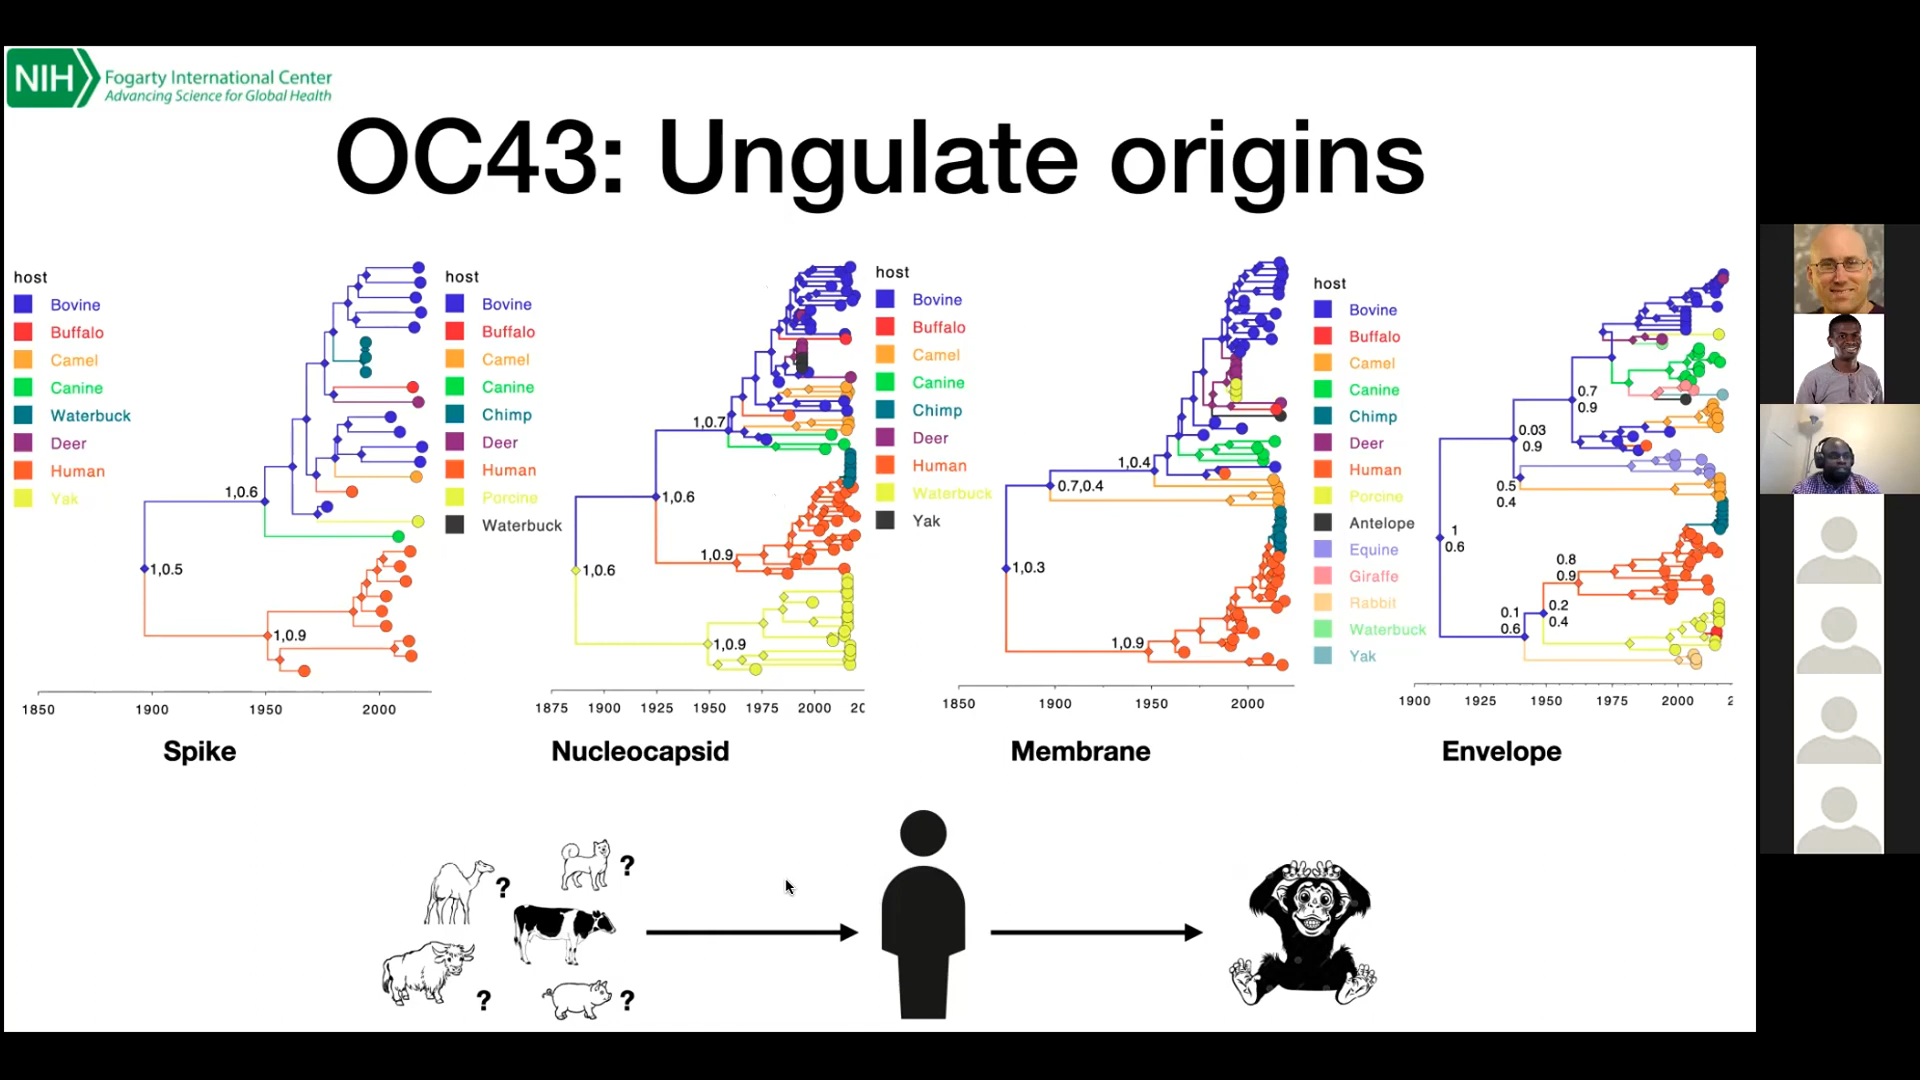 NIH
Fogarty International Center
Advancing Science for Global Health
OC43: Ungulate origins
host
Bovine
Buffalo
Camel
Canine
Waterbuck
Deer
Human
Yak
1,0.6
1,0.5
1,0.9
1850 1900 1950 2000
Spike
host
Bovine
Buffalo
Camel
Canine
Chimp
Deer
Human
Porcine
Waterbuck
1,0.7
1,0.6
1,0.9
1,0.6
1,0.9
1875 1900 1925 1950 1975 2000 20
Nucleocapsid
host
Bovine
Buffalo
Camel
Canine
Chimp
Deer
Human
Waterbuck
Yak
1,0.4
0.7,0.4
1,0.3
1,0.9
1850 1900 1950 2000
Membrane
host
Bovine
Buffalo
Camel
Canine
Chimp
Deer
Human
Porcine
Antelope
Equine
Giraffe
Rabbit
Waterbuck
Yak
0.7
0.9
0.03
0.9
0.5
0.4
1
0.6
0.8
0.9
0.1
0.6
0.2
0.4
1900 1925 1950 1975 2000 2
Envelope
?
?
?
?